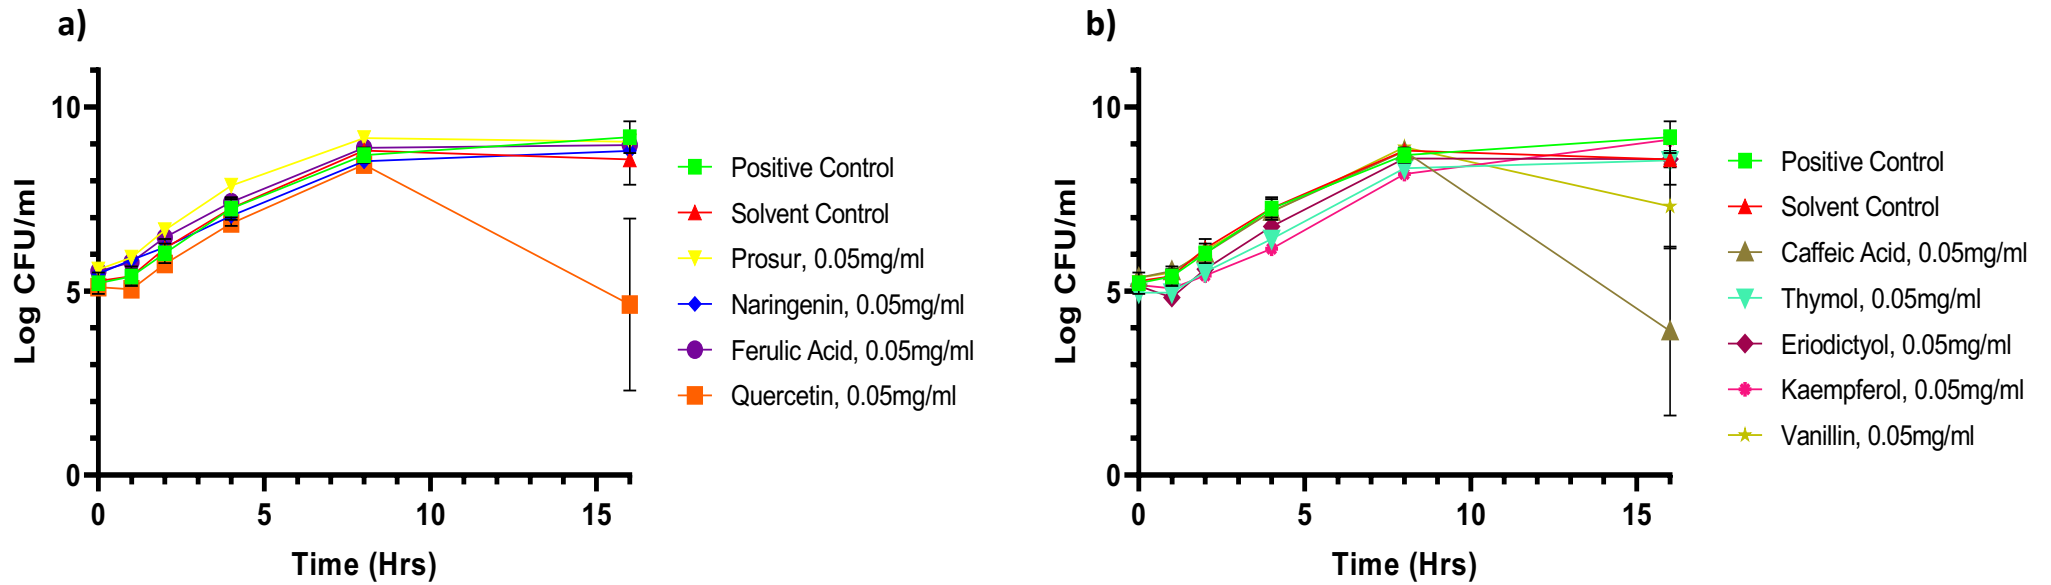 a)
10
5
0
Log CFU/ml
0 5 10 15
Time (Hrs)
Positive Control
Solvent Control
Prosur, 0.05mg/ml
Naringenin, 0.05mg/ml
Ferulic Acid, 0.05mg/ml
Quercetin, 0.05mg/ml
b)
10
5
0
Log CFU/ml
0 5 10 15
Time (Hrs)
Positive Control
Solvent Control
Caffeic Acid, 0.05mg/ml
Thymol, 0.05mg/ml
Eriodictyol, 0.05mg/ml
Kaempferol, 0.05mg/ml
Vanillin, 0.05mg/ml